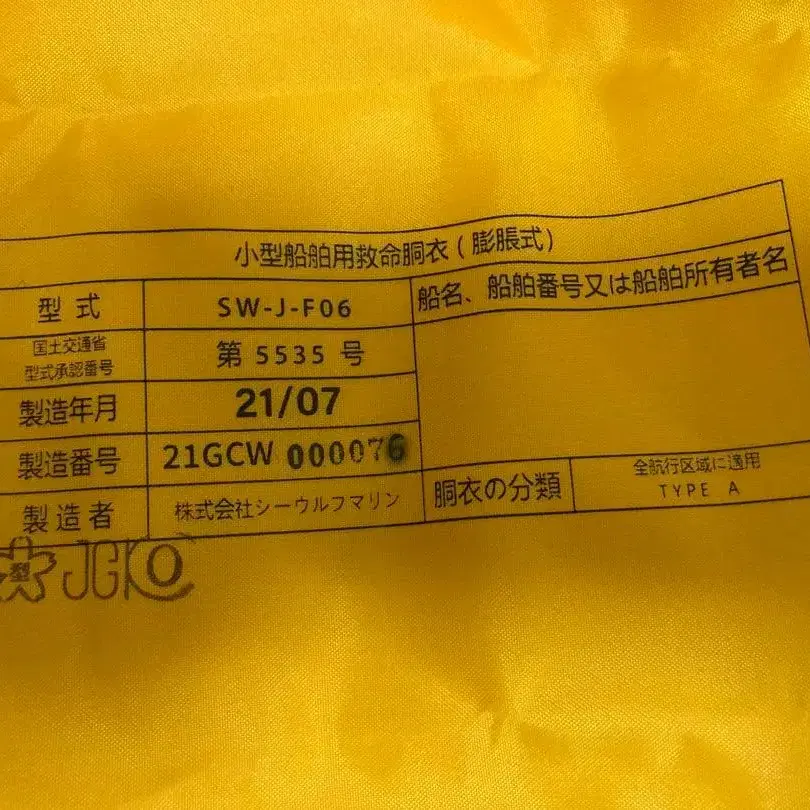 小型船舶用救命胴衣(膨脹式)
型式 SW-J-F06
船名、船舶番号又は船舶所有者名
国土交通省
型式承認番号
第 5535 号
製造年月 21/07
製造番号 21GCW 000076
製造者 株式会社シーウルフマリン
胴衣の分類
全航行区域に適用
TYPE A
型 JCI